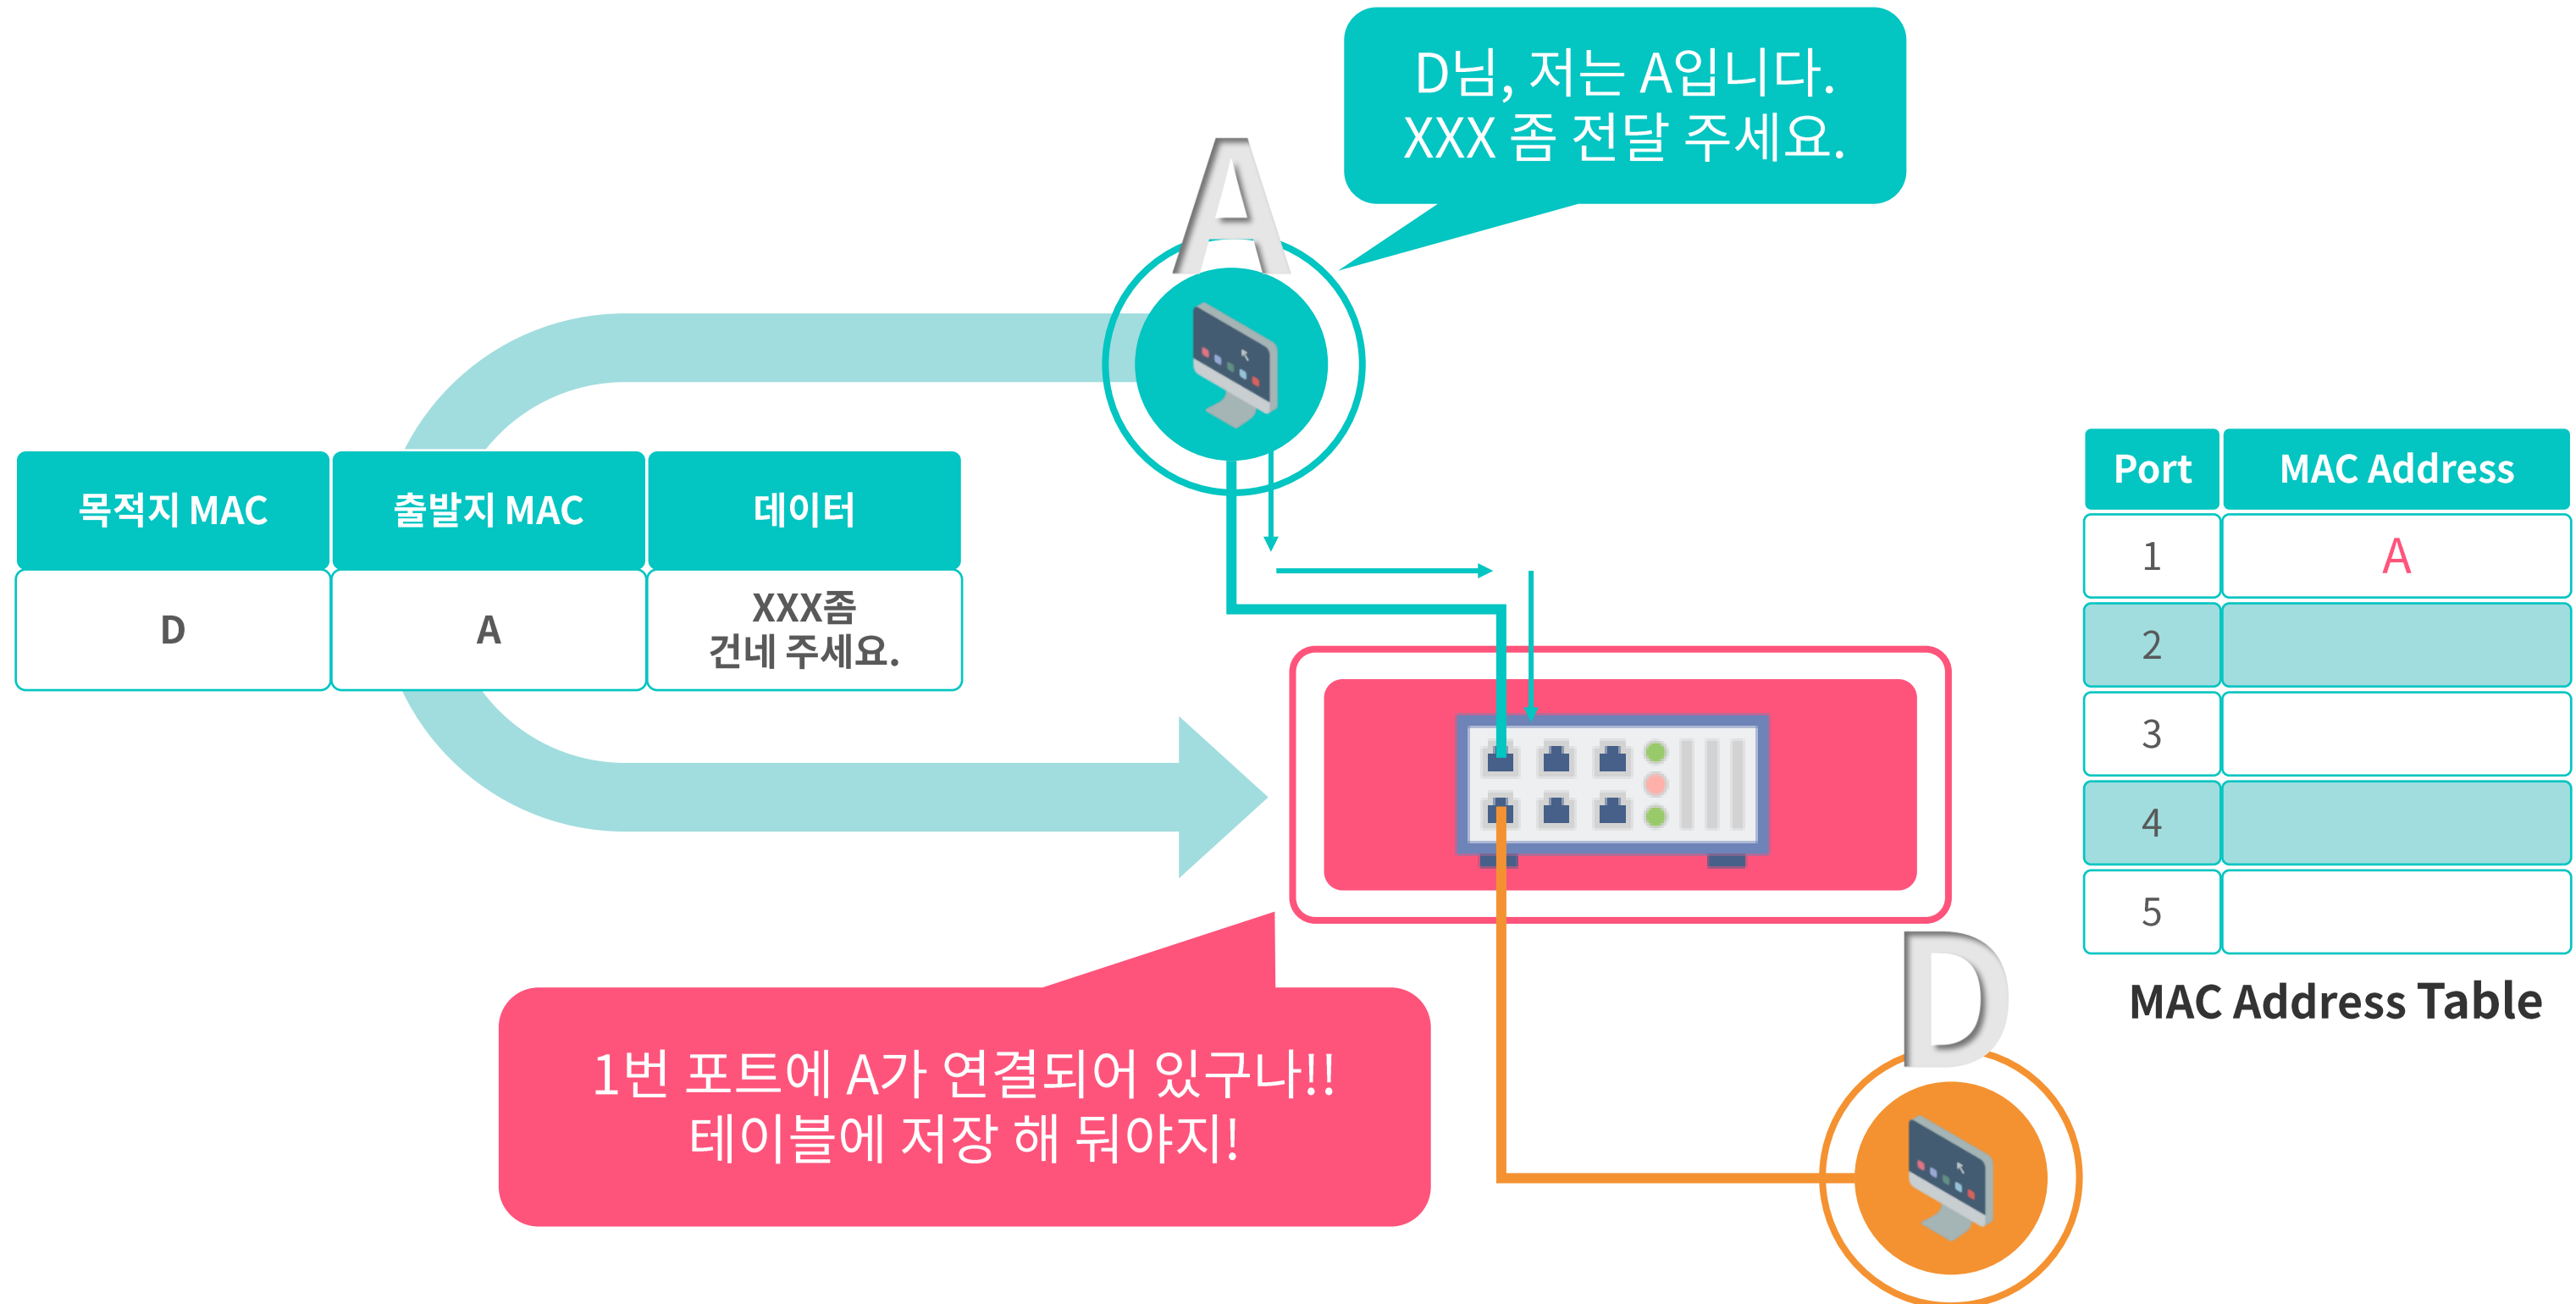 D님, 저는 A입니다.
XXX 좀 전달 주세요.
A
목적지 MAC 출발지 MAC 데이터
D A XXX좀
건네 주세요.
Port MAC Address
1 A
2
3
4
5
MAC Address Table
D
1번 포트에 A가 연결되어 있구나!!
테이블에 저장 해 둬야지!